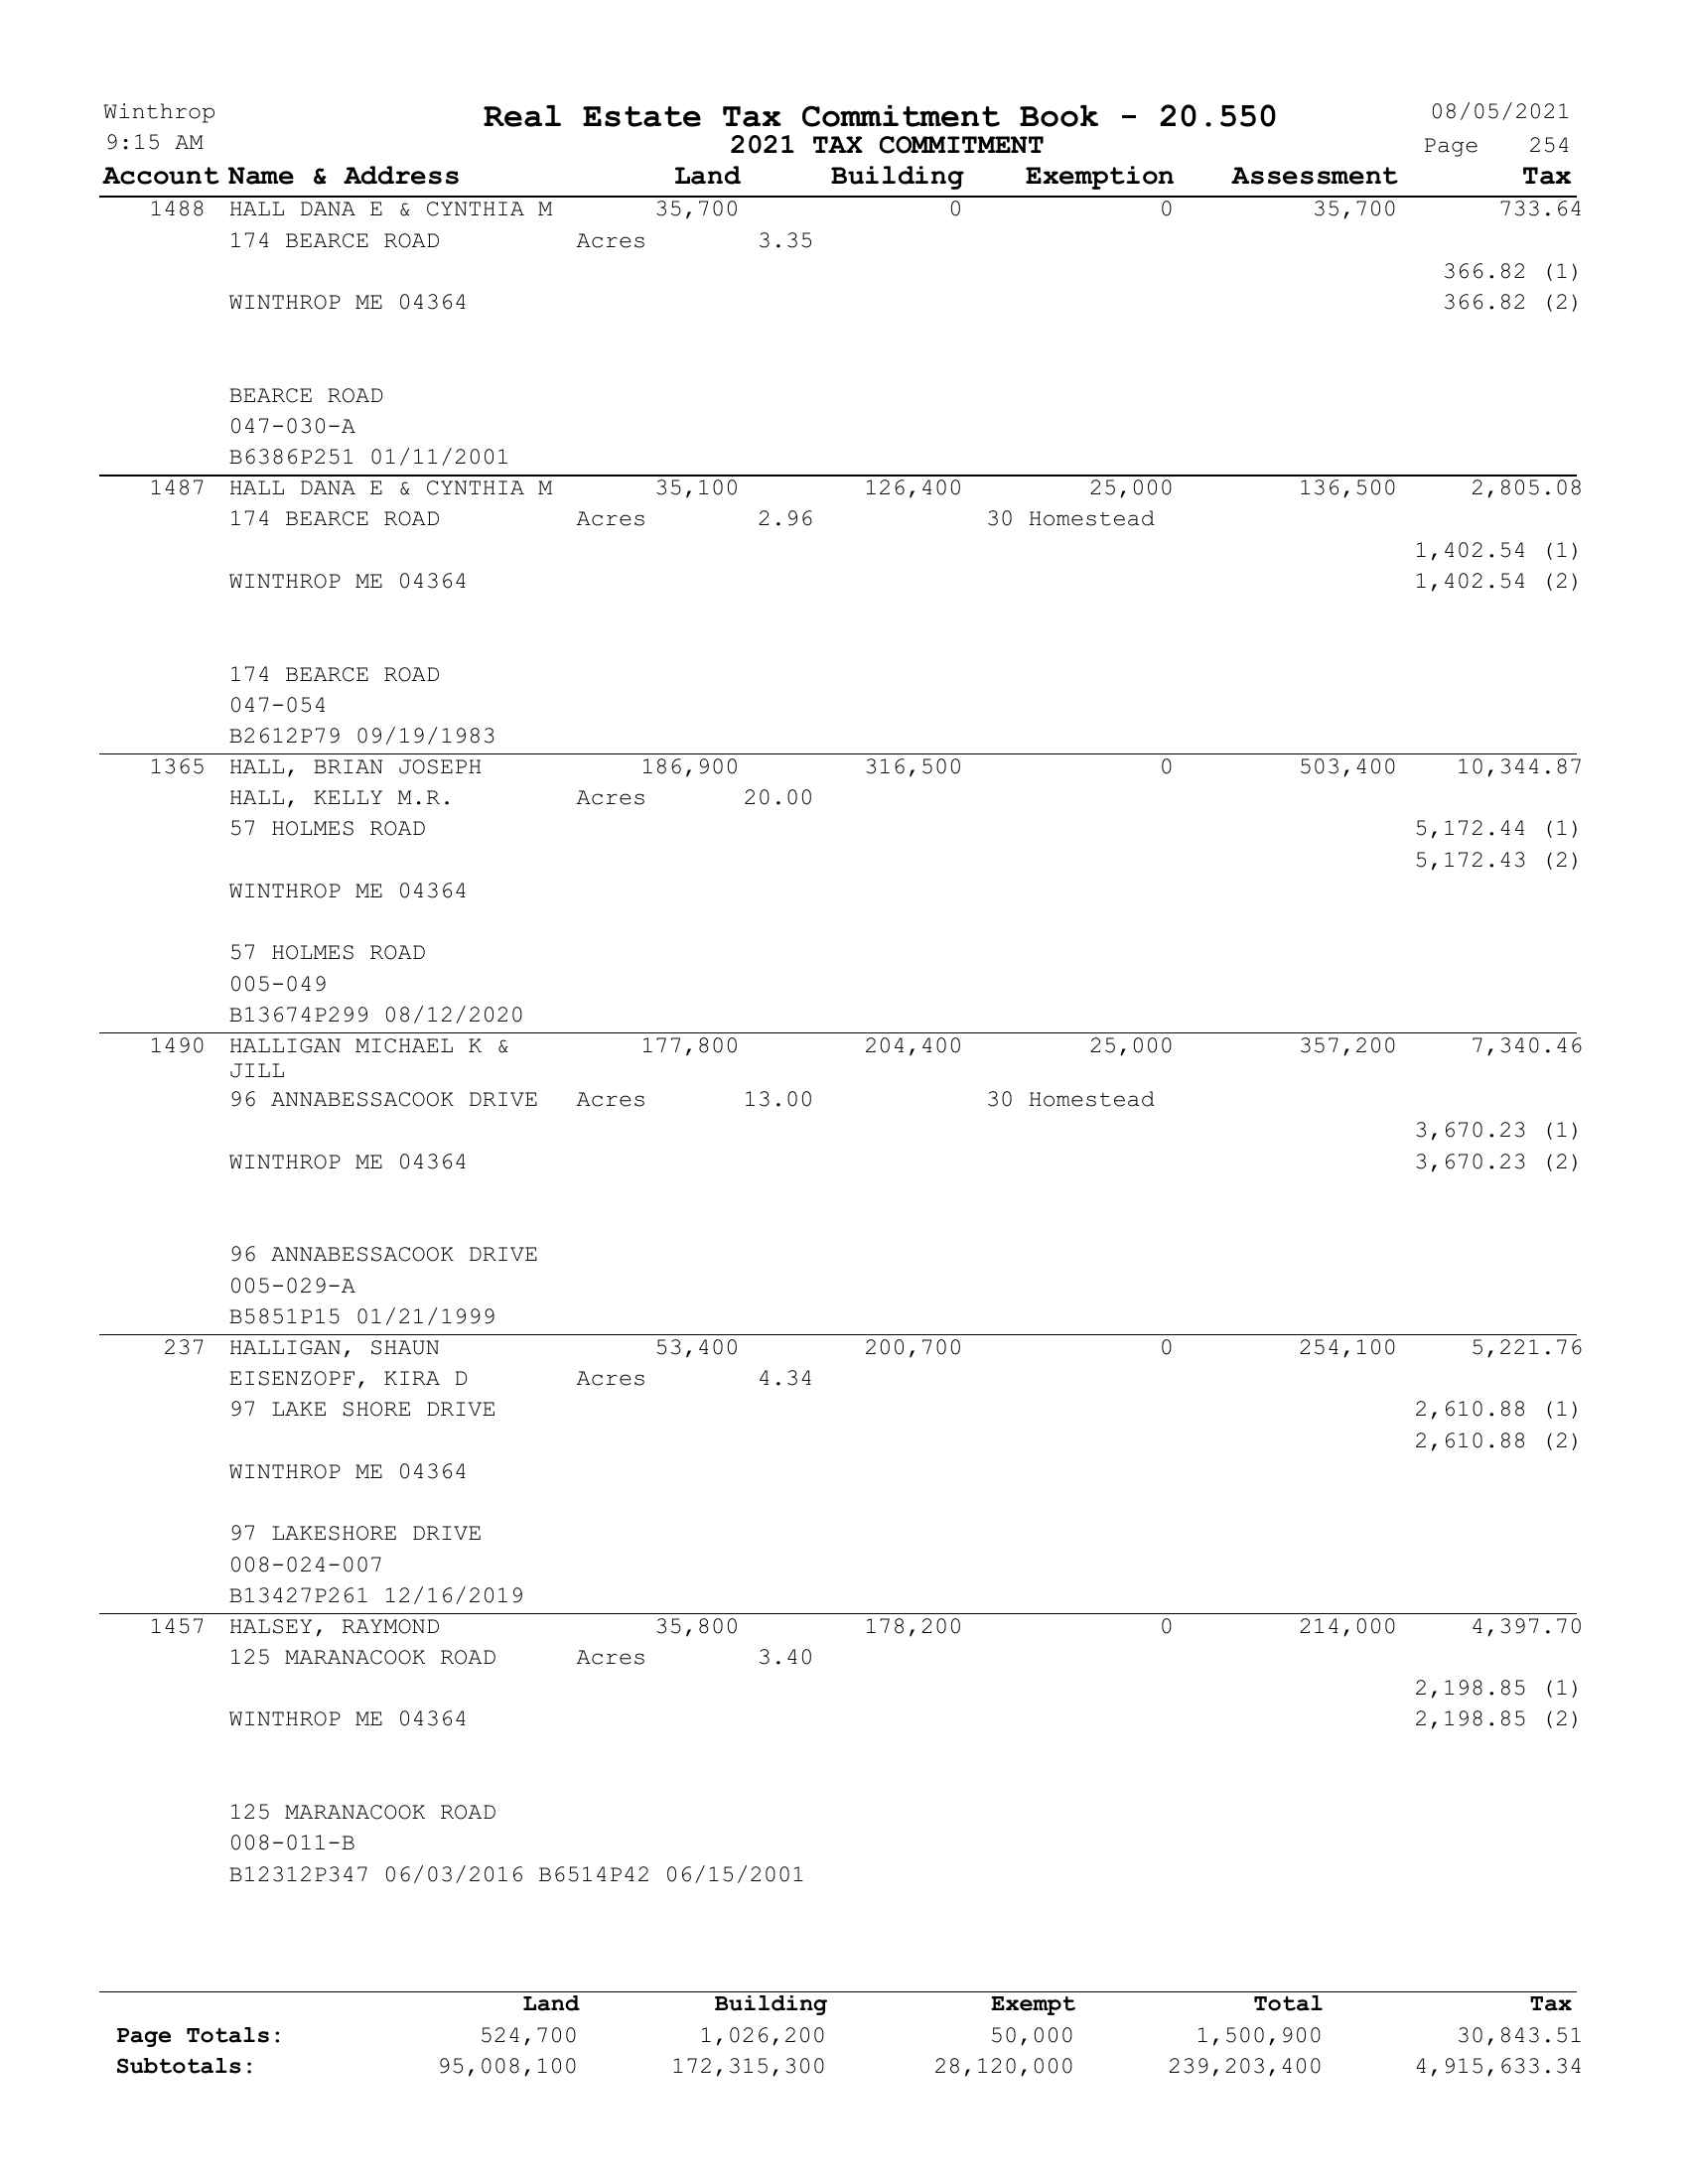 Winthrop Real Estate Tax Commitment Book - 20.550 08/05/2021
9:15 AM 2021 TAX COMMITMENT Page 254
Account Name & Address Land Building Exemption Assessment Tax
1488 HALL DANA E & CYNTHIA M 35,700 0 0 35,700 733.64
174 BEARCE ROAD Acres 3.35
366.82 (1)
WINTHROP ME 04364 366.82 (2)
BEARCE ROAD
047-030-A
B6386P251 01/11/2001
1487 HALL DANA E & CYNTHIA M 35,100 126,400 25,000 136,500 2,805.08
174 BEARCE ROAD Acres 2.96 30 Homestead
1,402.54 (1)
WINTHROP ME 04364 1,402.54 (2)
174 BEARCE ROAD
047-054
B2612P79 09/19/1983
1365 HALL, BRIAN JOSEPH 186,900 316,500 0 503,400 10,344.87
HALL, KELLY M.R. Acres 20.00
57 HOLMES ROAD 5,172.44 (1)
5,172.43 (2)
WINTHROP ME 04364
57 HOLMES ROAD
005-049
B13674P299 08/12/2020
1490 HALLIGAN MICHAEL K & 177,800 204,400 25,000 357,200 7,340.46
JILL
96 ANNABESSACOOK DRIVE Acres 13.00 30 Homestead
3,670.23 (1)
WINTHROP ME 04364 3,670.23 (2)
96 ANNABESSACOOK DRIVE
005-029-A
B5851P15 01/21/1999
237 HALLIGAN, SHAUN 53,400 200,700 0 254,100 5,221.76
EISENZOPF, KIRA D Acres 4.34
97 LAKE SHORE DRIVE 2,610.88 (1)
2,610.88 (2)
WINTHROP ME 04364
97 LAKESHORE DRIVE
008-024-007
B13427P261 12/16/2019
1457 HALSEY, RAYMOND 35,800 178,200 0 214,000 4,397.70
125 MARANACOOK ROAD Acres 3.40
2,198.85 (1)
WINTHROP ME 04364 2,198.85 (2)
125 MARANACOOK ROAD
008-011-B
B12312P347 06/03/2016 B6514P42 06/15/2001
Land Building Exempt Total Tax
Page Totals: 524,700 1,026,200 50,000 1,500,900 30,843.51
Subtotals: 95,008,100 172,315,300 28,120,000 239,203,400 4,915,633.34